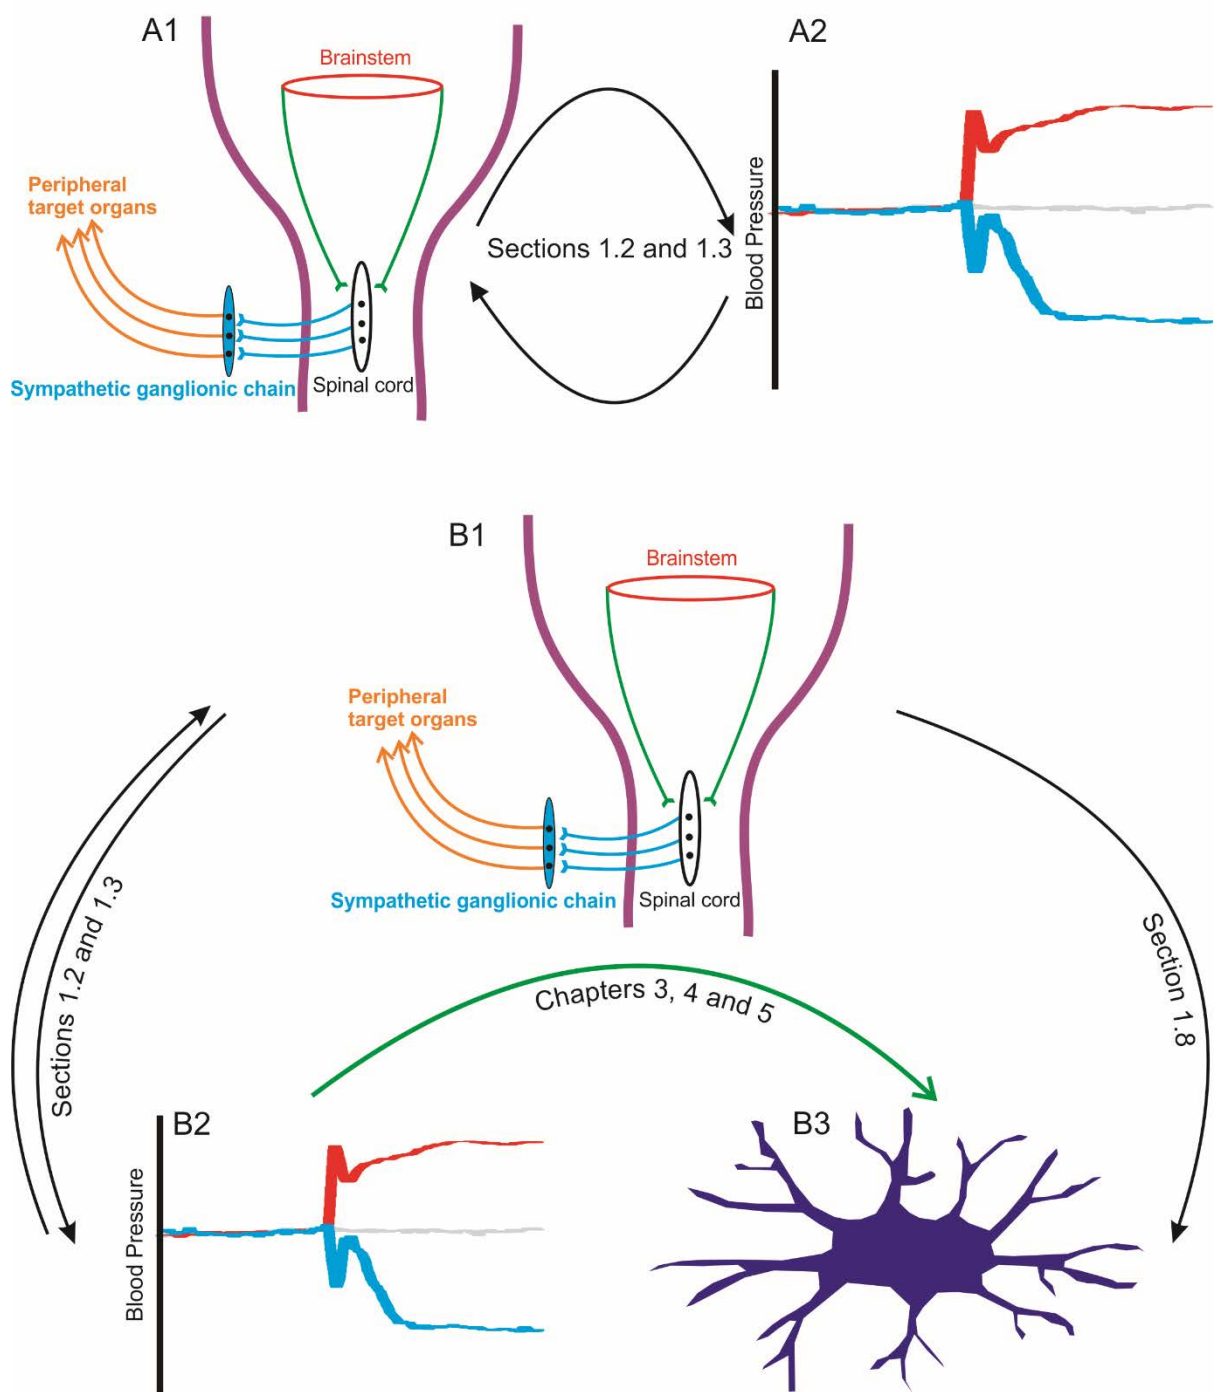 A1
A2
Brainstem
Peripheral
target organs
Sections 1.2 and 1.3
Blood Pressure
Sympathetic ganglionic chain
Spinal cord
B1
Brainstem
Peripheral
target organs
Sympathetic ganglionic chain
Spinal cord
Sections 1.2 and 1.3
Section 1.8
Chapters 3, 4 and 5
B2
B3
Blood Pressure